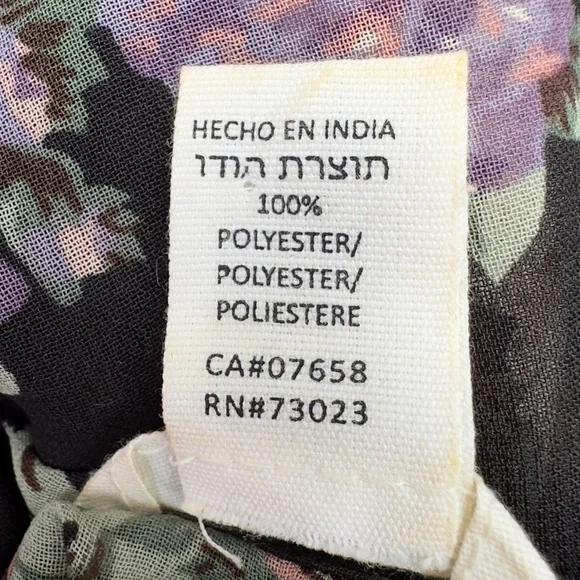 HECHO EN INDIA
תוצרת הודו
100%
POLYESTER/
POLYESTER/
POLIESTERE
CA#07658
RN#73023